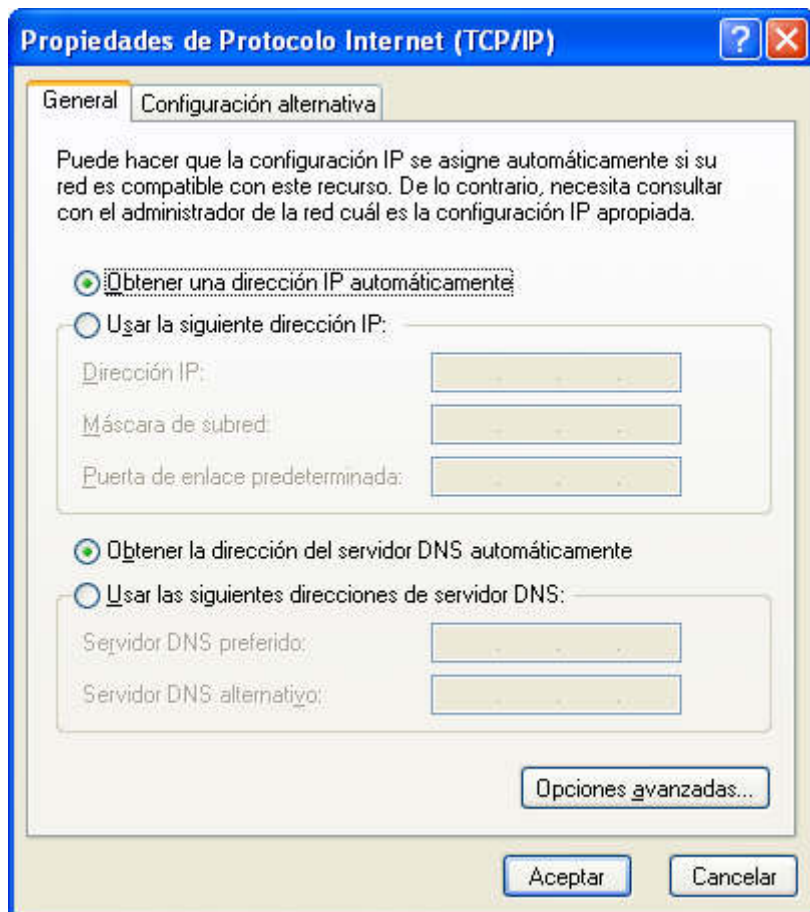 Propiedades de Protocolo Internet (TCP/IP)
General
Configuración alternativa
Puede hacer que la configuración IP se asigne automáticamente si su
red es compatible con este recurso. De lo contrario, necesita consultar
con el administrador de la red cuál es la configuración IP apropiada.
Obtener una dirección IP automáticamente
Usar la siguiente dirección IP:
Dirección IP:
Máscara de subred:
Puerta de enlace predeterminada:
Obtener la dirección del servidor DNS automáticamente
Usar las siguientes direcciones de servidor DNS:
Servidor DNS preferido:
Servidor DNS alternativo:
Opciones avanzadas...
Aceptar
Cancelar